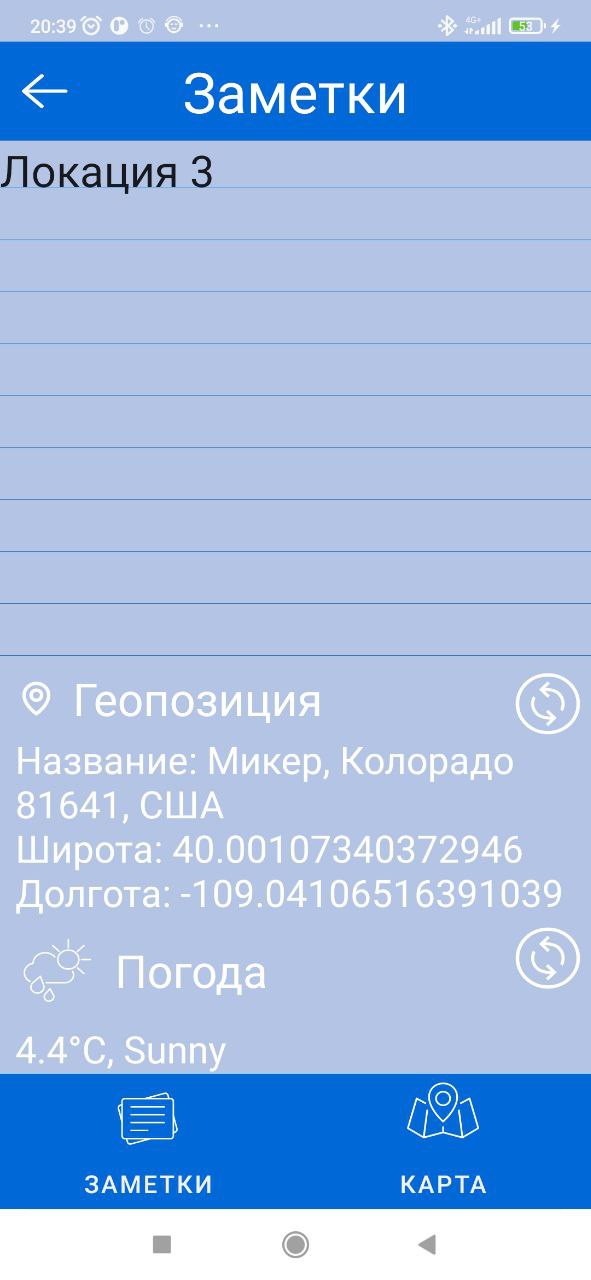 20:39
4G+
53
Заметки
Локация 3
Геопозиция
Название: Микер, Колорадо
81641, США
Широта: 40.00107340372946
Долгота: -109.04106516391039
Погода
4.4°C, Sunny
ЗАМЕТКИ
КАРТА